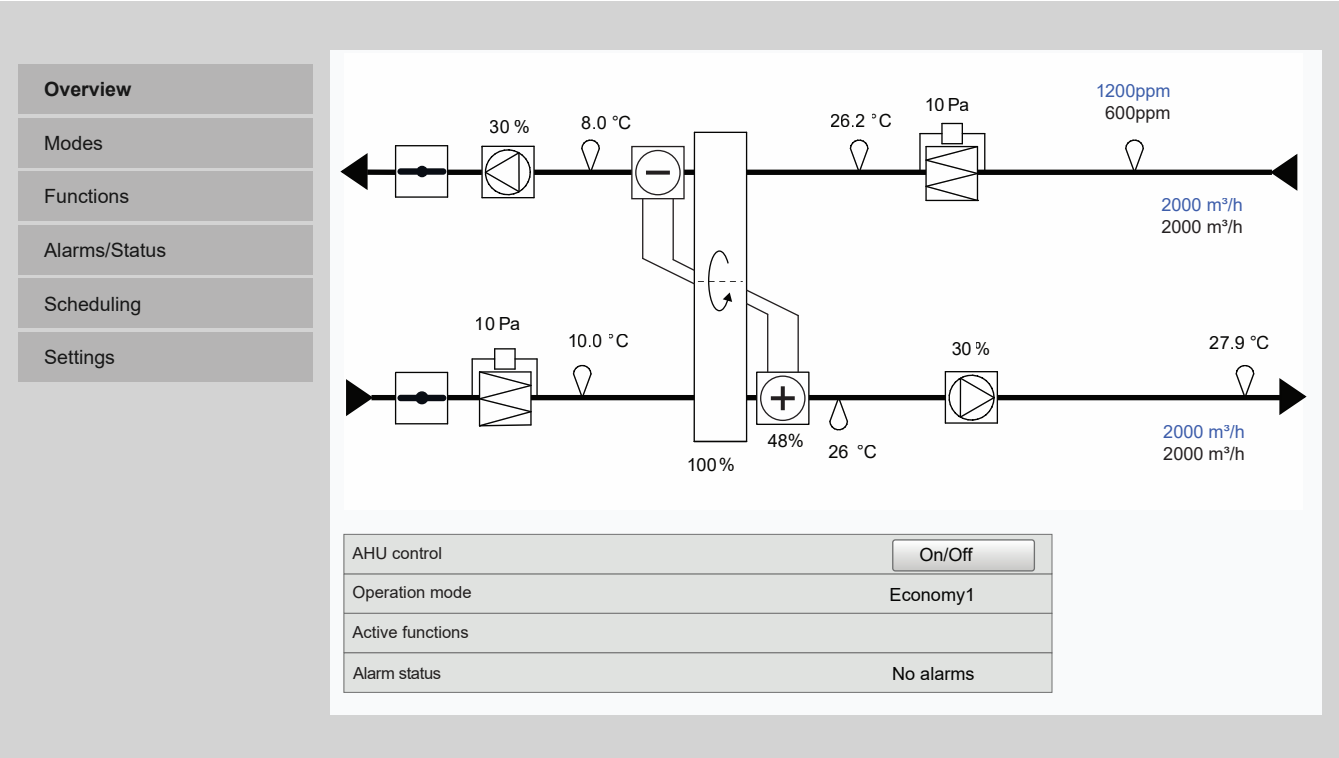 Overview
Modes
Functions
Alarms/Status
Scheduling
Settings
30 %
8.0 °C
26.2 °C
10 Pa
1200ppm
600ppm
2000 m³/h
2000 m³/h
10 Pa
10.0 °C
30 %
27.9 °C
48%
26 °C
100 %
2000 m³/h
2000 m³/h
AHU control On/Off
Operation mode Economy1
Active functions
Alarm status No alarms